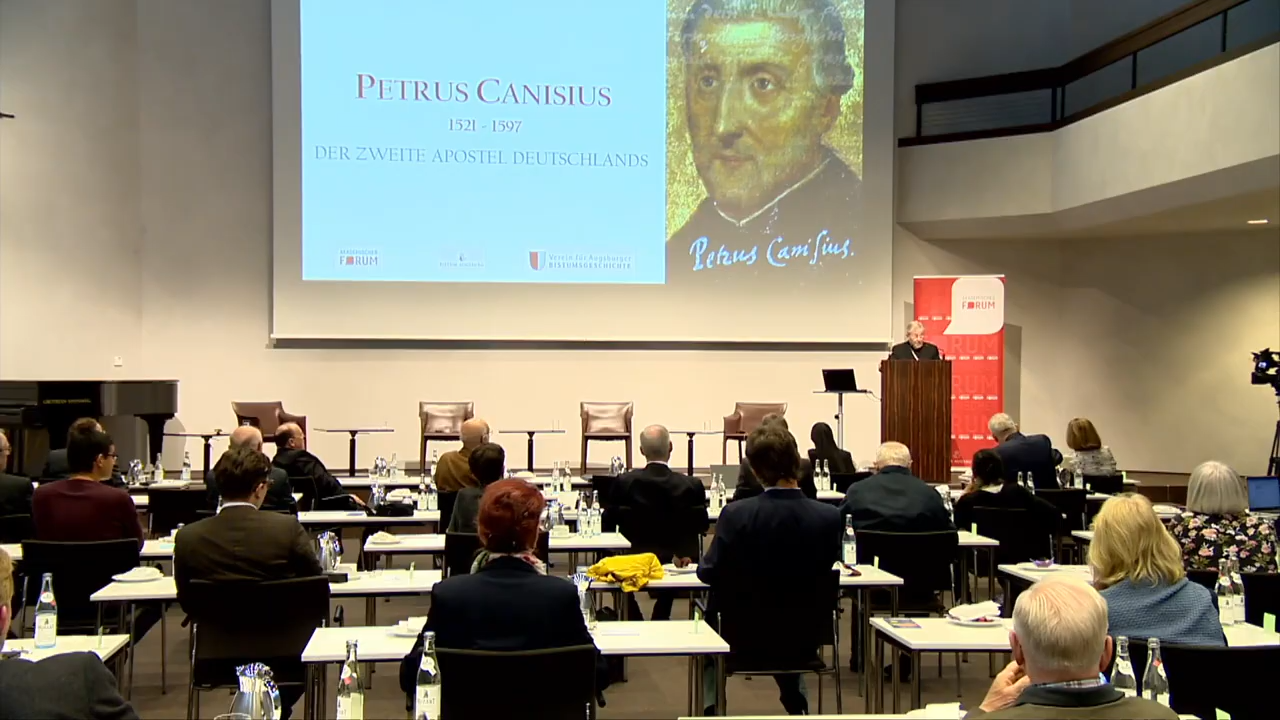 PETRUS CANISIUS
1521 - 1597
DER ZWEITE APOSTEL DEUTSCHLANDS
FORUM
Verein für Augsburger
BISTUMSGESCHICHTE
Petrus Canisius.
FORUM